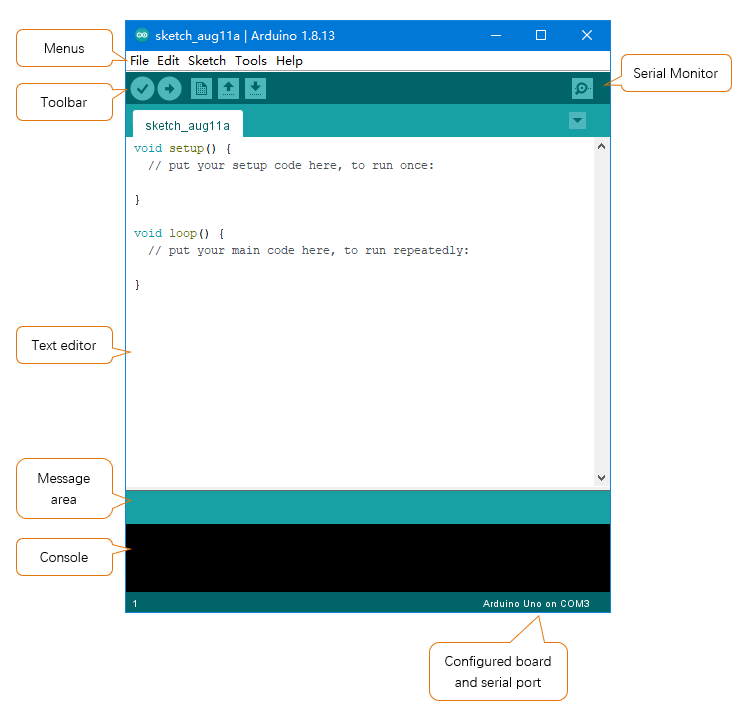 sketch_aug11a | Arduino 1.8.13
Menus
File Edit Sketch Tools Help
Serial Monitor
Toolbar
sketch_aug11a
void setup() {
// put your setup code here, to run once:
}
void loop() {
// put your main code here, to run repeatedly:
}
Text editor
Message
area
Console
1
Arduino Uno on COM3
Configured board
and serial port